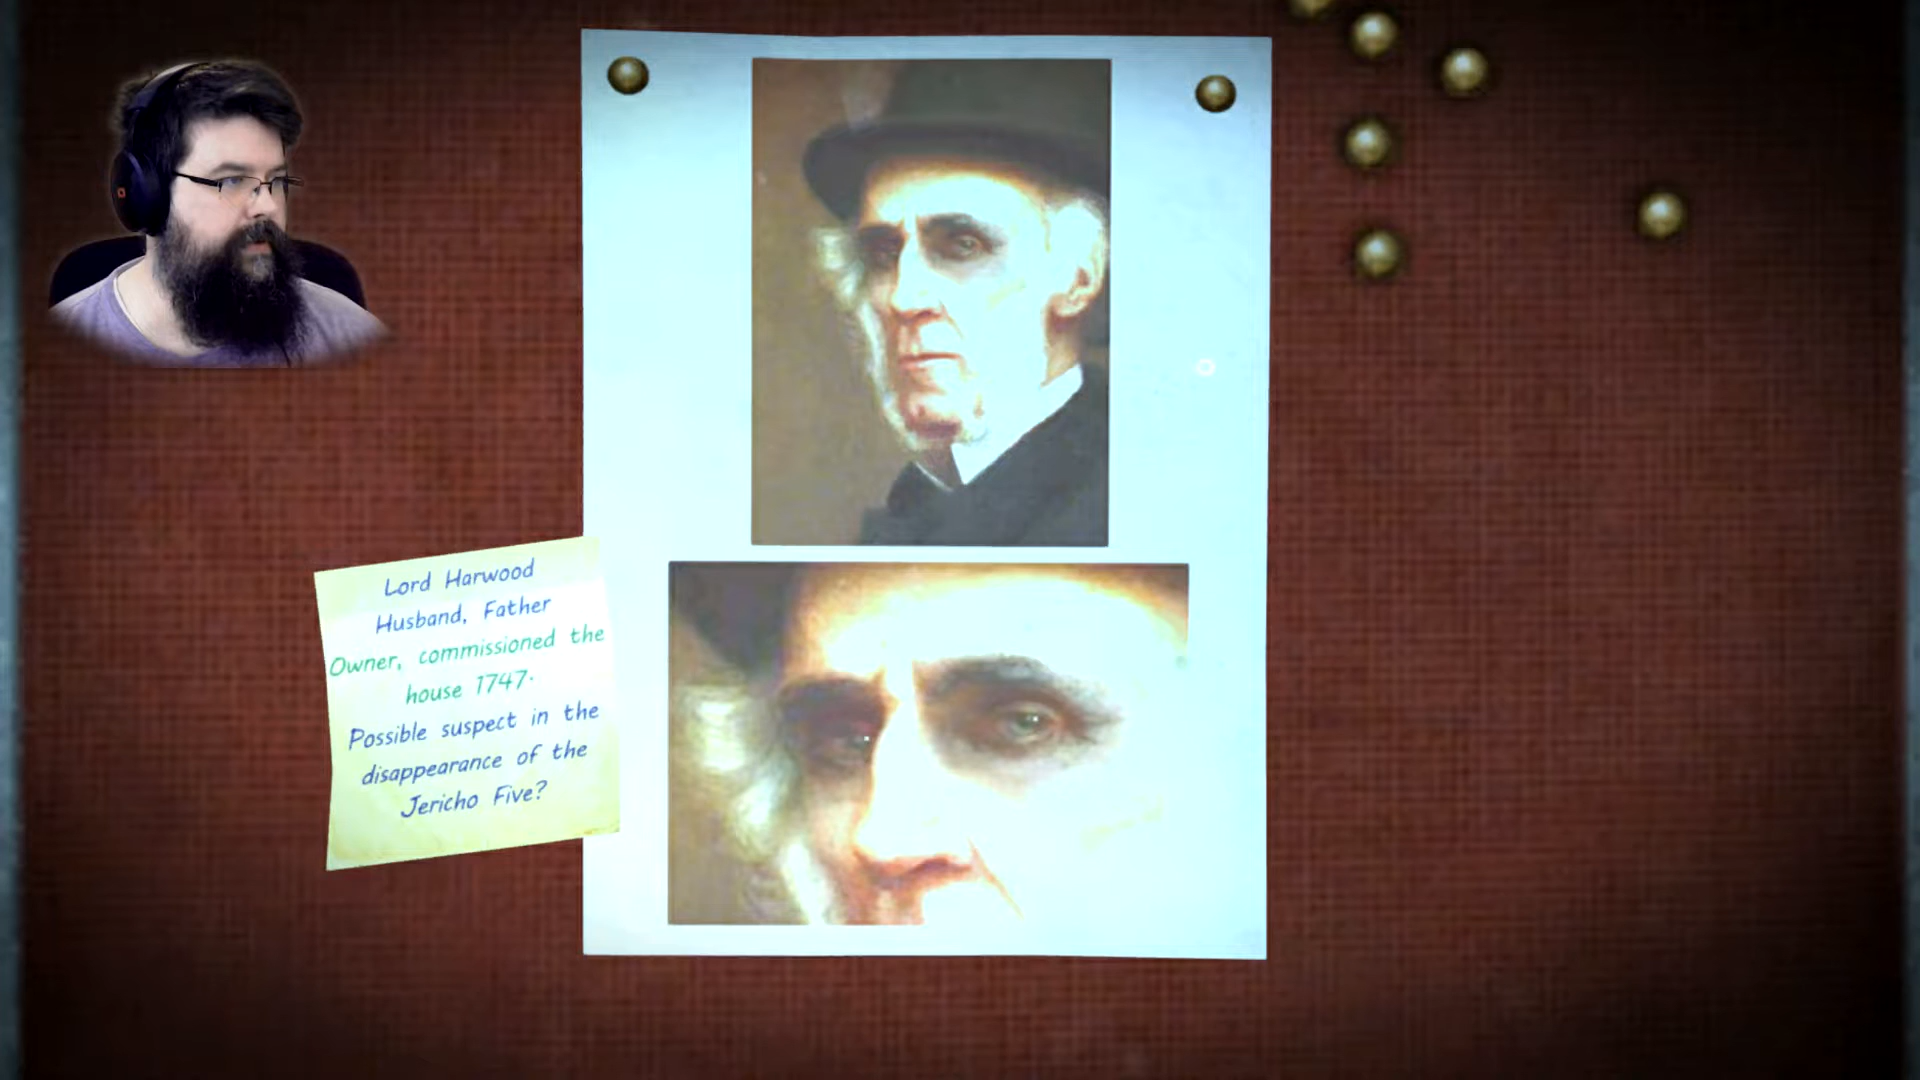 Lord Harwood
Husband, Father
Owner, commissioned the
house 1747.
Possible suspect in the
disappearance of the
Jericho Five?